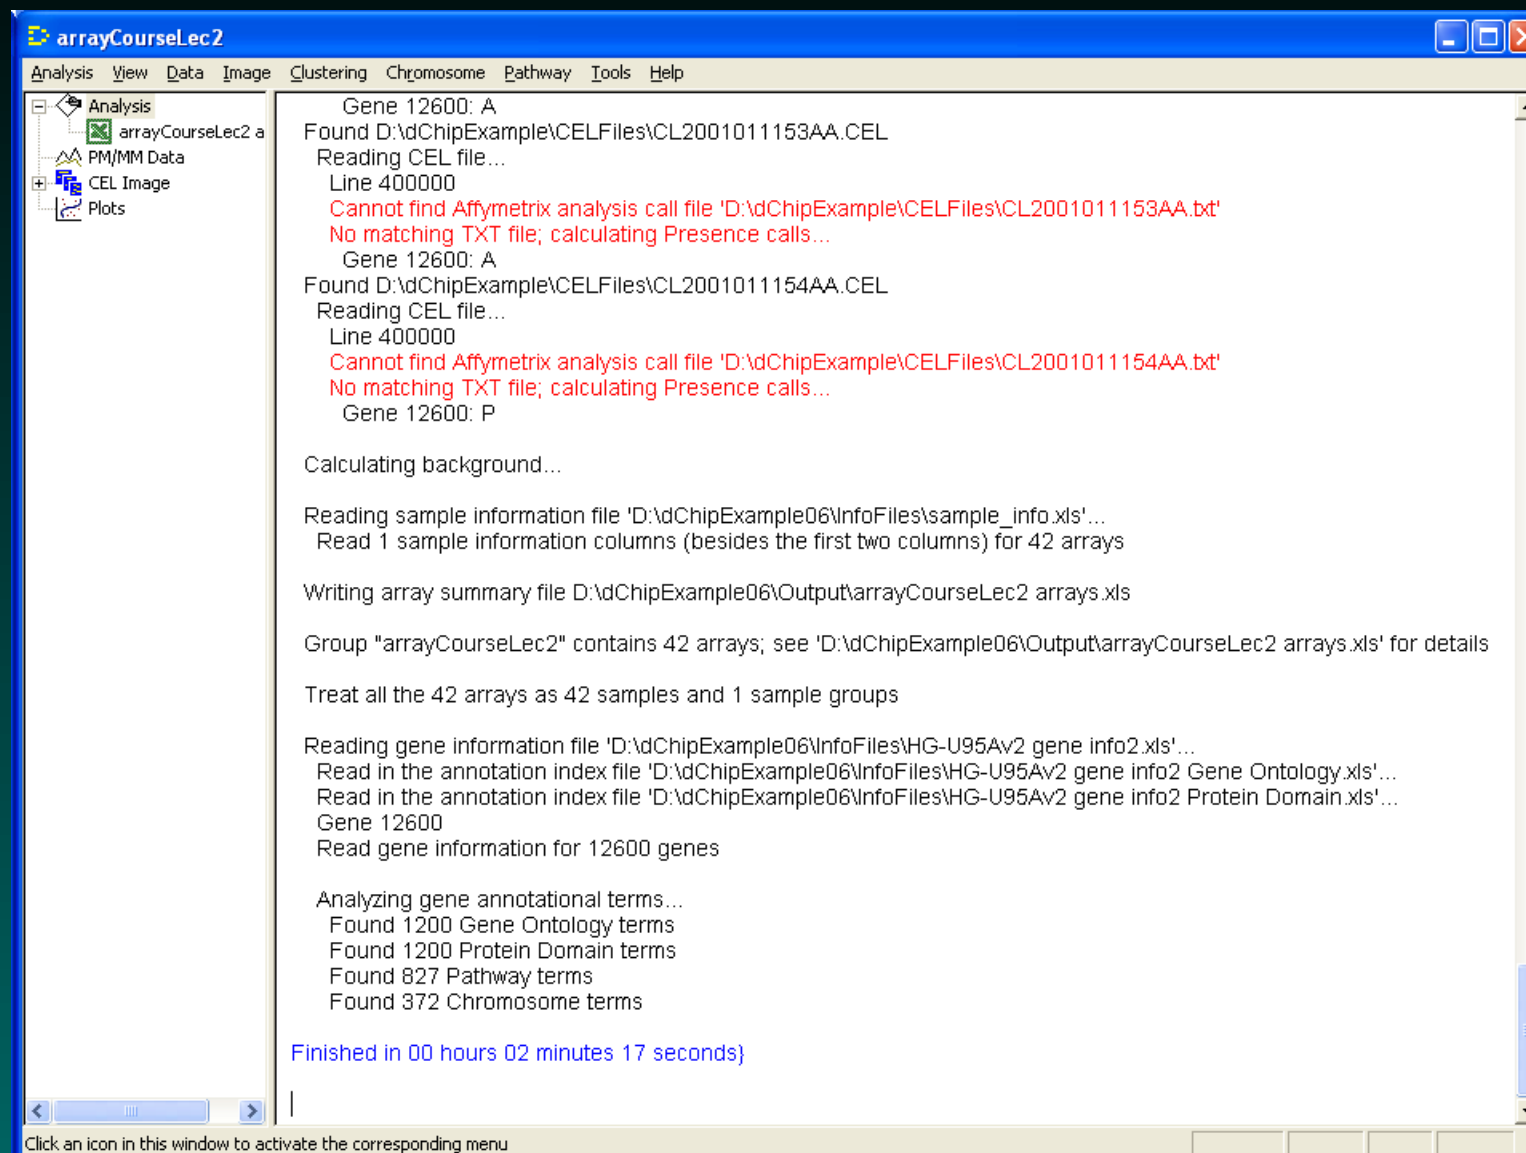 arrayCourseLec2
Analysis View Data Image Clustering Chromosome Pathway Tools Help
Analysis
arrayCourseLec2 a
PM/MM Data
CEL Image
Plots
Gene 12600: A
Found D:\dChipExample\CELFiles\CL2001011153AA.CEL
Reading CEL file...
Line 400000
Cannot find Affymetrix analysis call file 'D:\dChipExample\CELFiles\CL2001011153AA.txt'
No matching TXT file; calculating Presence calls...
Gene 12600: A
Found D:\dChipExample\CELFiles\CL2001011154AA.CEL
Reading CEL file...
Line 400000
Cannot find Affymetrix analysis call file 'D:\dChipExample\CELFiles\CL2001011154AA.txt'
No matching TXT file; calculating Presence calls...
Gene 12600: P
Calculating background...
Reading sample information file 'D:\dChipExample06\InfoFiles\sample_info.xls'...
Read 1 sample information columns (besides the first two columns) for 42 arrays
Writing array summary file D:\dChipExample06\Output\arrayCourseLec2 arrays.xls
Group "arrayCourseLec2" contains 42 arrays; see 'D:\dChipExample06\Output\arrayCourseLec2 arrays.xls' for details
Treat all the 42 arrays as 42 samples and 1 sample groups
Reading gene information file 'D:\dChipExample06\InfoFiles\HG-U95Av2 gene info2.xls'...
Read in the annotation index file 'D:\dChipExample06\InfoFiles\HG-U95Av2 gene info2 Gene Ontology.xls'...
Read in the annotation index file 'D:\dChipExample06\InfoFiles\HG-U95Av2 gene info2 Protein Domain.xls'...
Gene 12600
Read gene information for 12600 genes
Analyzing gene annotational terms...
Found 1200 Gene Ontology terms
Found 1200 Protein Domain terms
Found 827 Pathway terms
Found 372 Chromosome terms
Finished in 00 hours 02 minutes 17 seconds}
Click an icon in this window to activate the corresponding menu